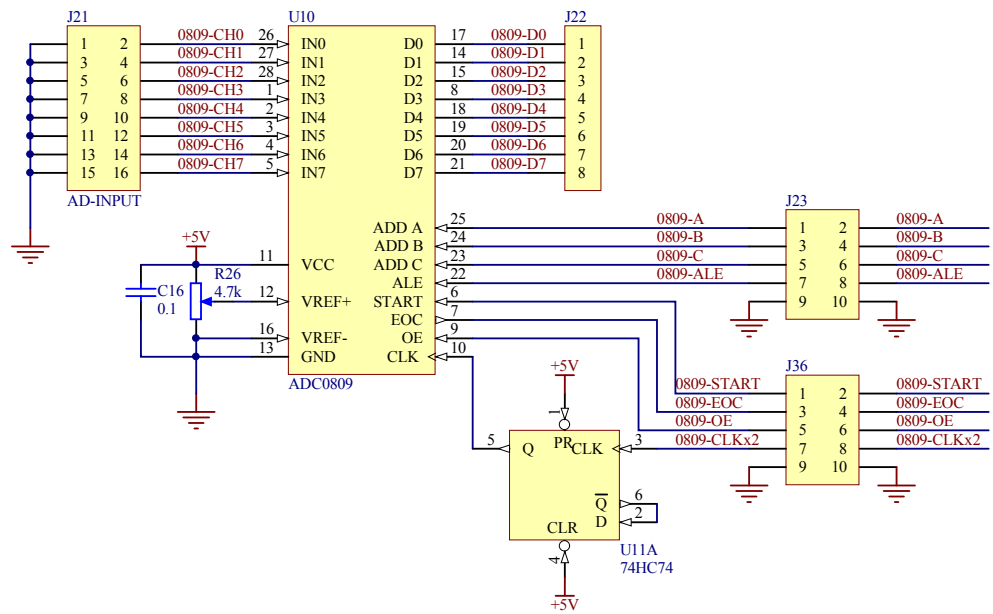 J21
U10
J22
1 2 0809-CH0 26 IN0 D0 17 0809-D0 1
3 4 0809-CH1 27 IN1 D1 14 0809-D1 2
5 6 0809-CH2 28 IN2 D2 15 0809-D2 3
7 8 0809-CH3 1 IN3 D3 8 0809-D3 4
9 10 0809-CH4 2 IN4 D4 18 0809-D4 5
11 12 0809-CH5 3 IN5 D5 19 0809-D5 6
13 14 0809-CH6 4 IN6 D6 20 0809-D6 7
15 16 0809-CH7 5 IN7 D7 21 0809-D7 8
AD-INPUT
J23
ADD A 25 0809-A 1 2 0809-A
ADD B 24 0809-B 3 4 0809-B
ADD C 23 0809-C 5 6 0809-C
ALE 22 0809-ALE 7 8 0809-ALE
9 10
+5V
11 VCC
R26
4.7k
C16
0.1
12 VREF+
16 VREF-
13 GND
START 6
EOC 7
OE 9
CLK 10
ADC0809
J36
0809-START 1 2 0809-START
0809-EOC 3 4 0809-EOC
0809-OE 5 6 0809-OE
0809-CLKx2 7 8 0809-CLKx2
9 10
+5V
1
PR
5 Q CLK 3
Q 6
D 2
CLR
4
+5V
U11A
74HC74